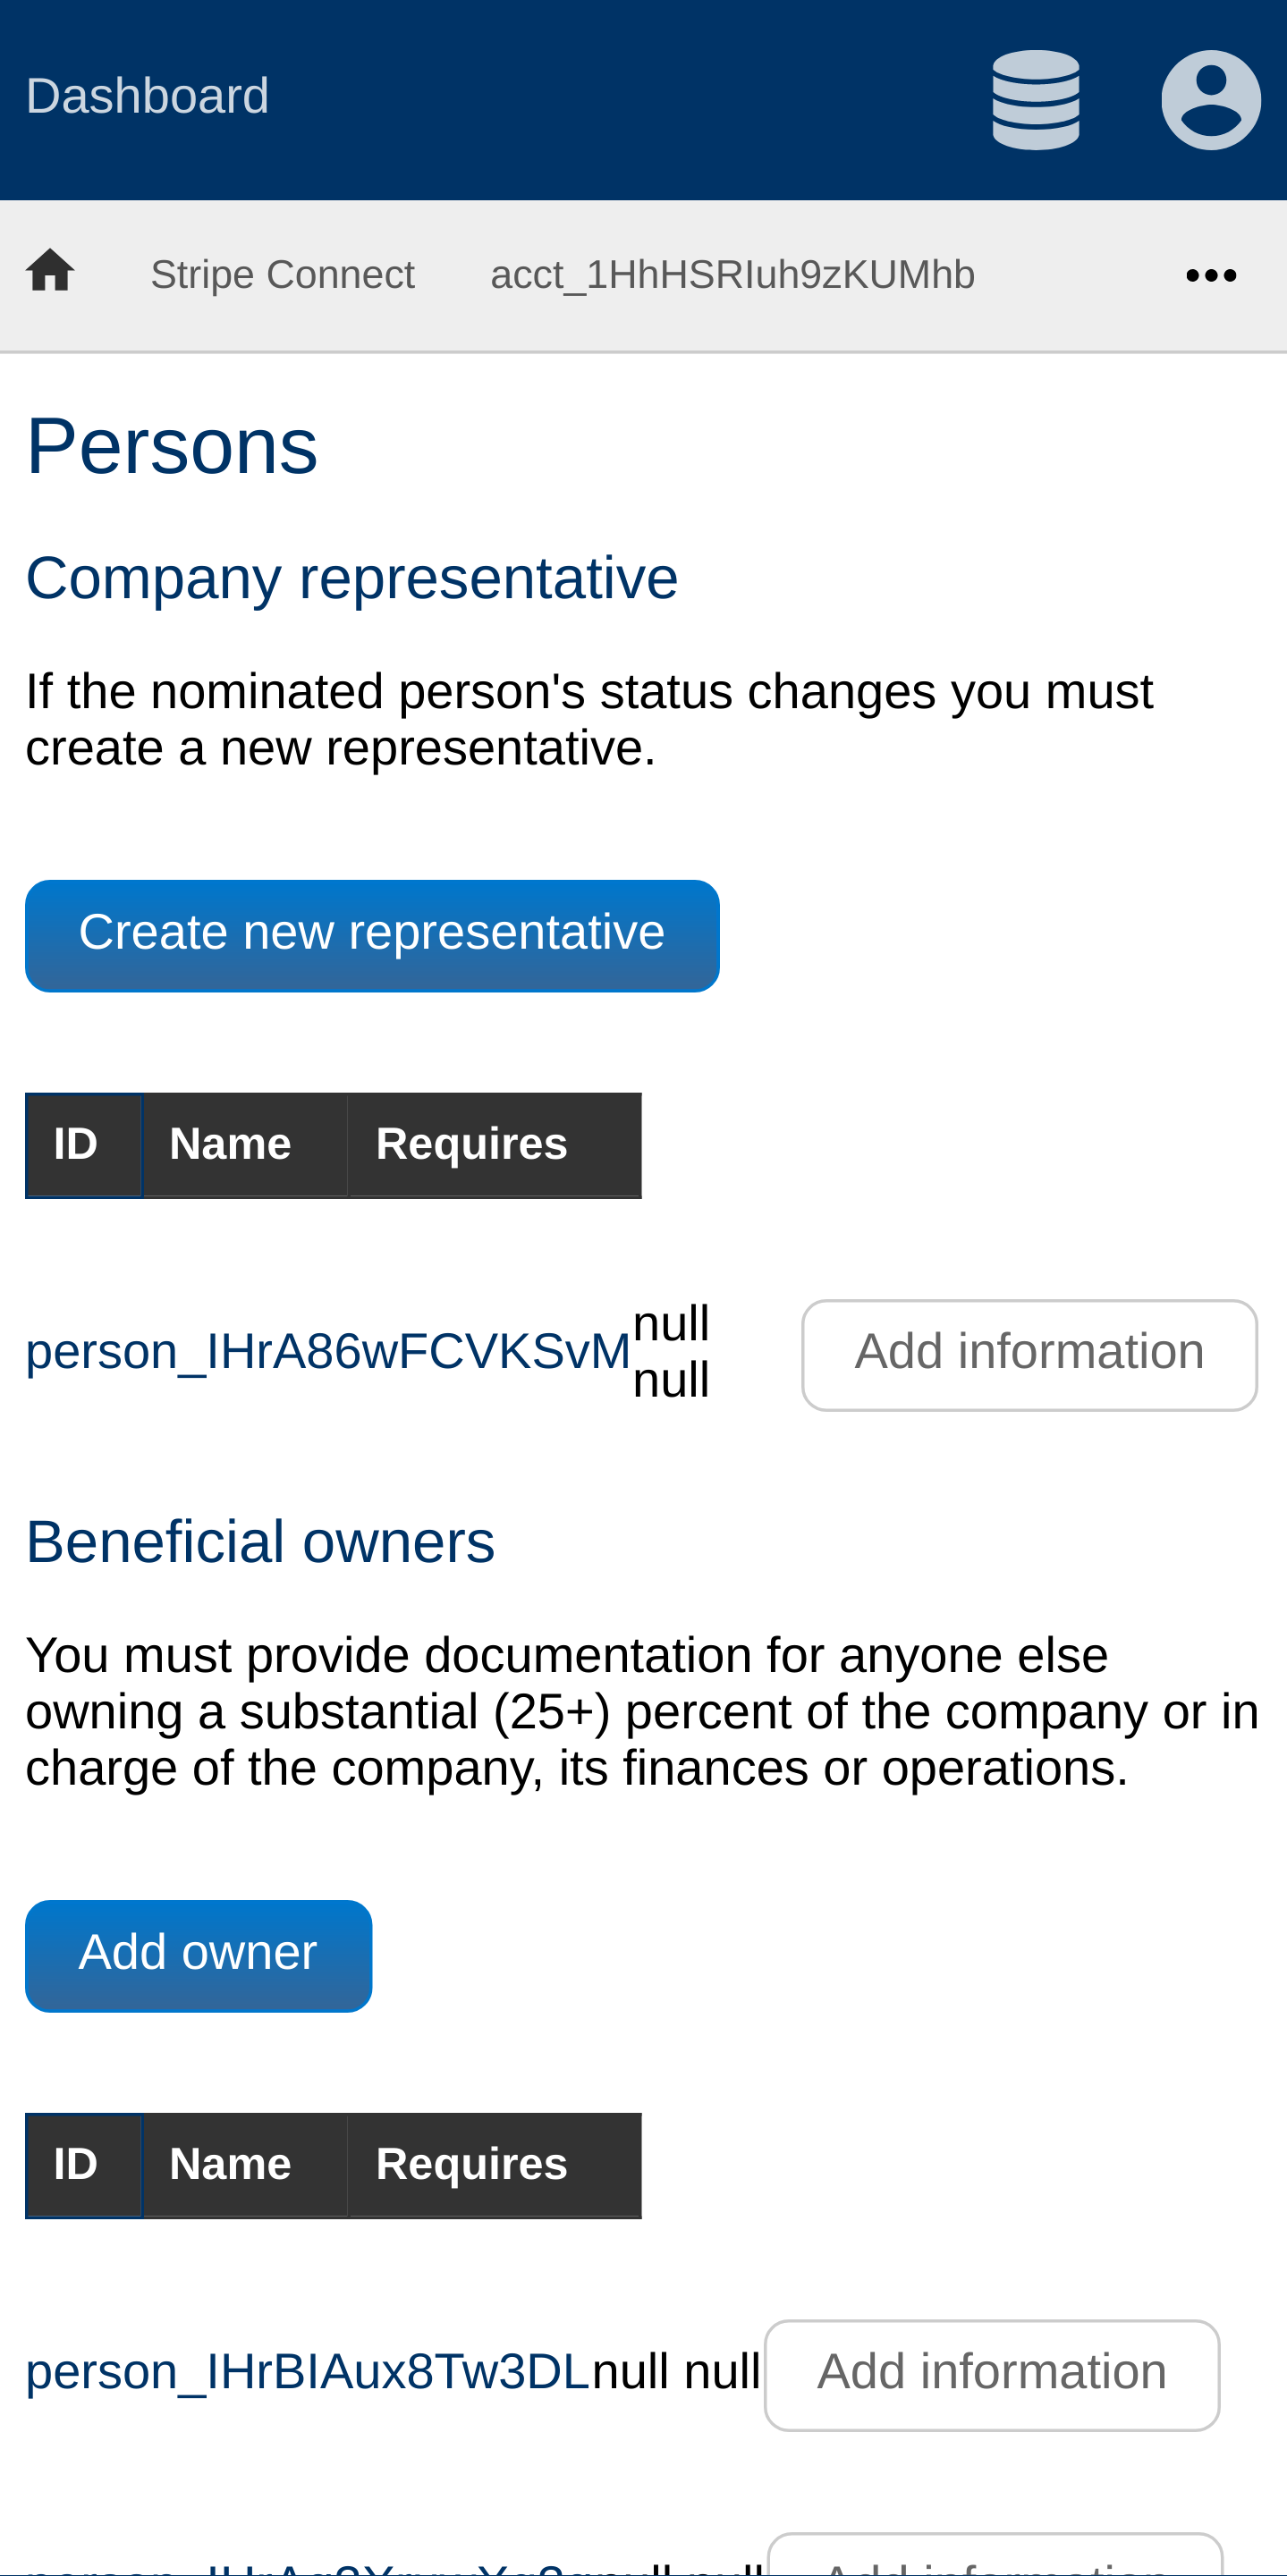 Dashboard
Stripe Connect acct_1HhHSRIuh9zKUMhb
Persons
Company representative
If the nominated person's status changes you must
create a new representative.
Create new representative
ID Name Requires
person_IHrA86wFCVKSvM null null Add information
Beneficial owners
You must provide documentation for anyone else
owning a substantial (25+) percent of the company or in
charge of the company, its finances or operations.
Add owner
ID Name Requires
person_IHrBIAux8Tw3DL null null Add information